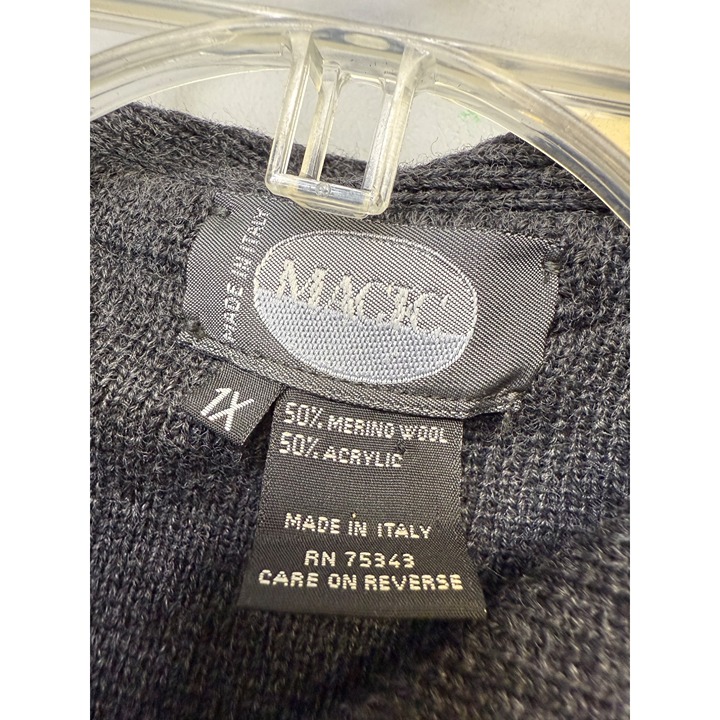 MADE IN ITALY
MAGIC
1X
50% MERINO WOOL
50% ACRYLIC
MADE IN ITALY
RN 75343
CARE ON REVERSE